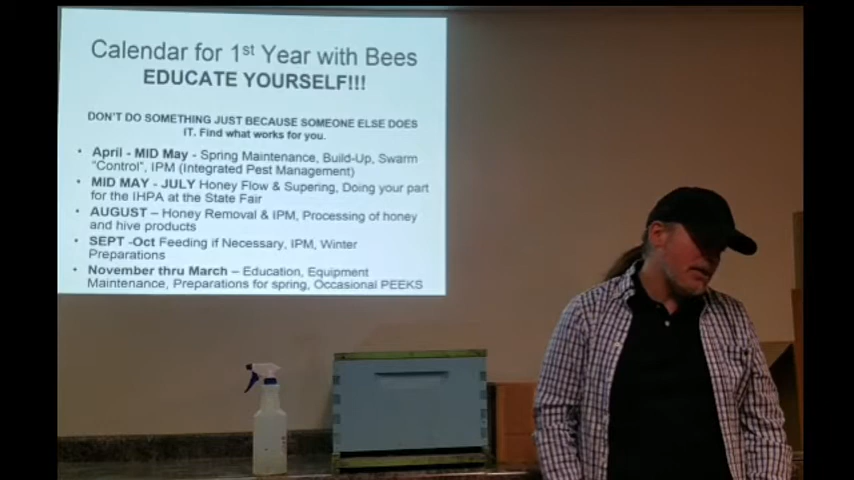 Calendar for 1st Year with Bees
EDUCATE YOURSELF!!!
DON'T DO SOMETHING JUST BECAUSE SOMEONE ELSE DOES
IT. Find what works for you.
• April - MID May - Spring Maintenance, Build-Up, Swarm
"Control", IPM (Integrated Pest Management)
• MID MAY - JULY Honey Flow & Supering, Doing your part
for the IHPA at the State Fair
• AUGUST – Honey Removal & IPM, Processing of honey
and hive products
• SEPT -Oct Feeding if Necessary, IPM, Winter
Preparations
• November thru March – Education, Equipment
Maintenance, Preparations for spring, Occasional PEEKS